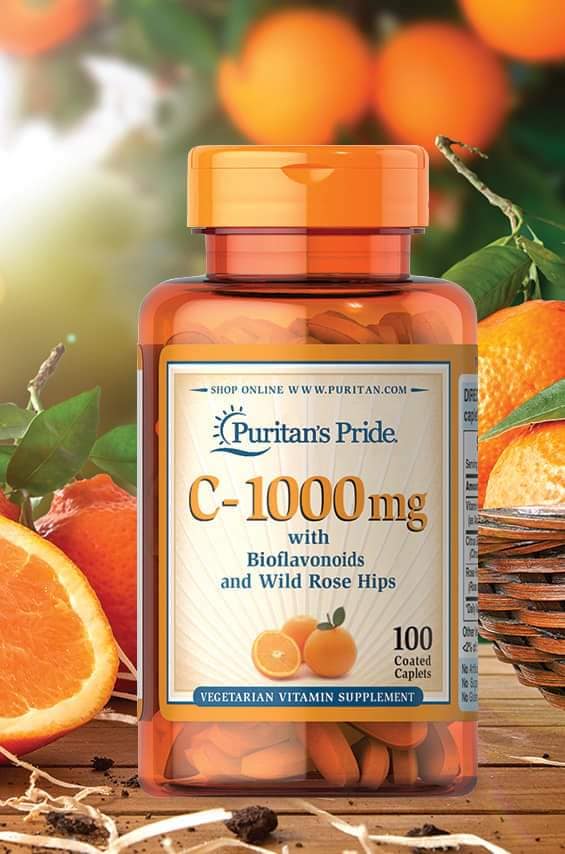 SHOP ONLINE WWW.PURITAN.COM
Puritan's Pride®
C-1000mg
with
Bioflavonoids
and Wild Rose Hips
100
Coated
Caplets
VEGETARIAN VITAMIN SUPPLEMENT